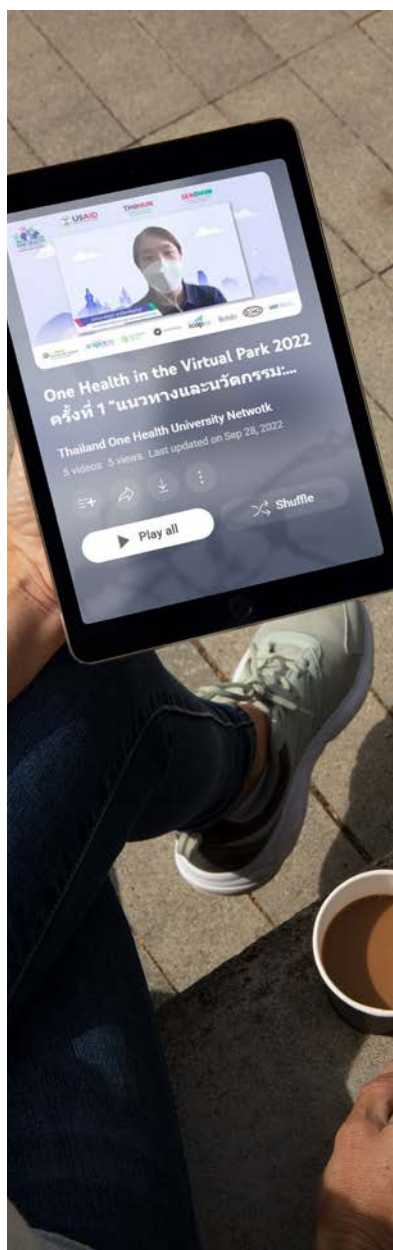 USAID
THOHUN
SEAOHUN
One Health in the Virtual Park 2022
ครั้งที่ 1 "แนวทางและนวัตกรรม:...
Thailand One Health University Netwotk
5 videos 5 views Last updated on Sep 28, 2022
Play all
Shuffle